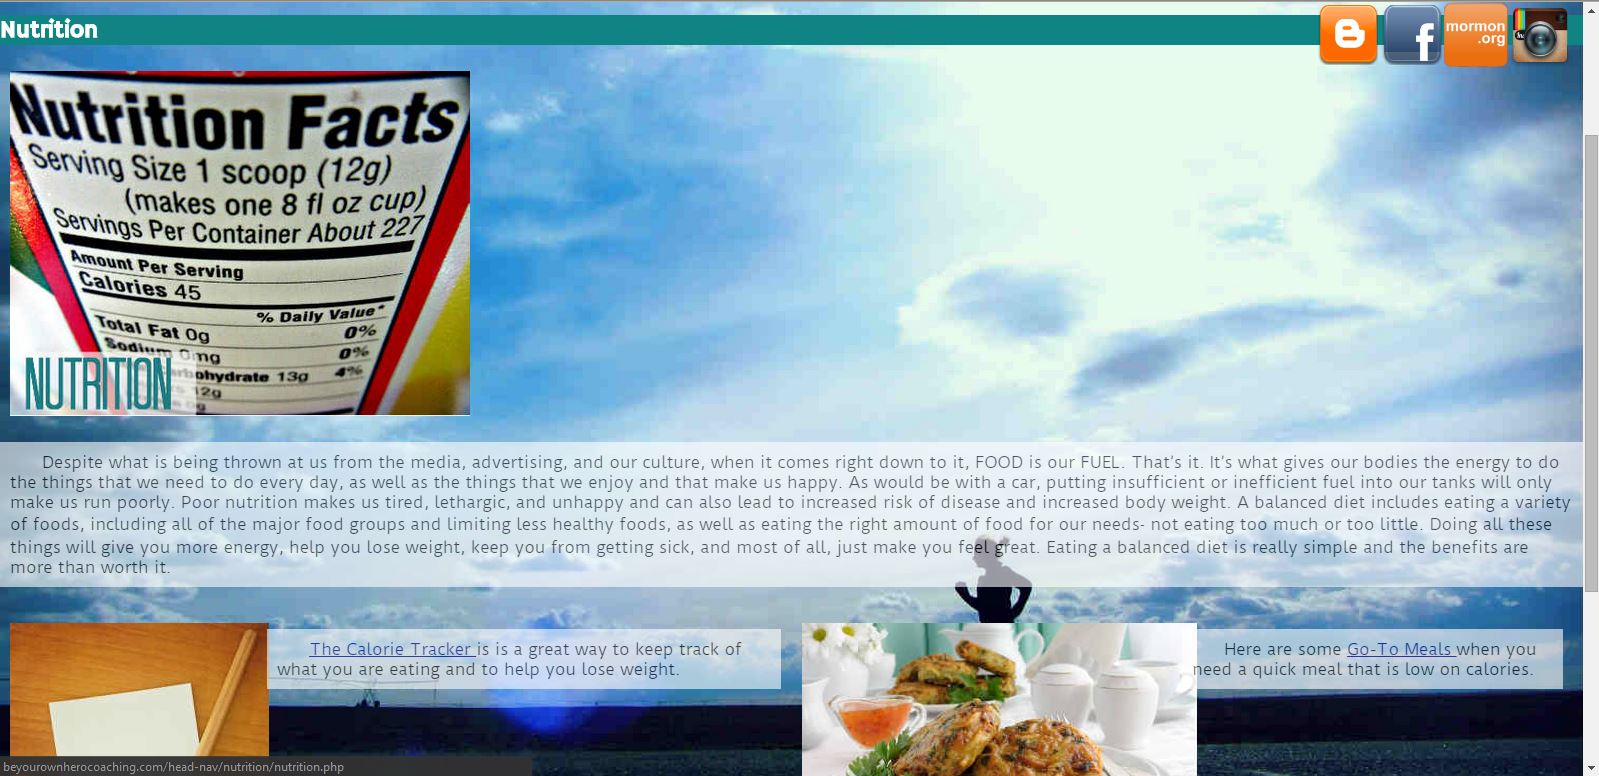 Nutrition
mormon
.org
Nutrition Facts
Serving Size 1 scoop (12g)
(makes one 8 fl oz cup)
Servings Per Container About 227
Amount Per Serving
Calories 45
% Daily Value*
Total Fat 0g 0%
Sodium 0mg 0%
13g 4%
12g
NUTRITION
Despite what is being thrown at us from the media, advertising, and our culture, when it comes right down to it, FOOD is our FUEL. That's it. It's what gives our bodies the energy to do
the things that we need to do every day, as well as the things that we enjoy and that make us happy. As would be with a car, putting insufficient or inefficient fuel into our tanks will only
make us run poorly. Poor nutrition makes us tired, lethargic, and unhappy and can also lead to increased risk of disease and increased body weight. A balanced diet includes eating a variety
of foods, including all of the major food groups and limiting less healthy foods, as well as eating the right amount of food for our needs- not eating too much or too little. Doing all these
things will give you more energy, help you lose weight, keep you from getting sick, and most of all, just make you feel great. Eating a balanced diet is really simple and the benefits are
more than worth it.
The Calorie Tracker is is a great way to keep track of
what you are eating and to help you lose weight.
Here are some Go-To Meals when you
need a quick meal that is low on calories.
beyourownherocoaching.com/head-nav/nutrition/nutrition.php